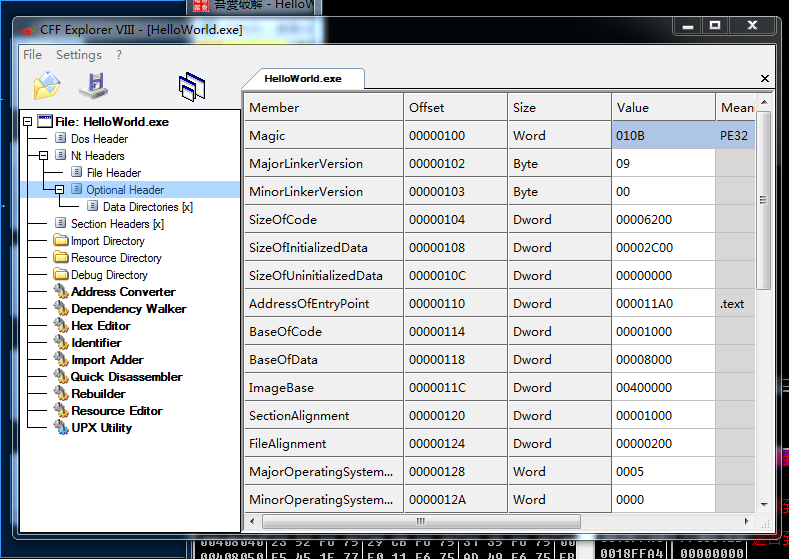 吾愛破解 - HelloW
CFF Explorer VIII - [HelloWorld.exe]
File Settings ?
HelloWorld.exe
File: HelloWorld.exe
Dos Header
Nt Headers
File Header
Optional Header
Data Directories [x]
Section Headers [x]
Import Directory
Resource Directory
Debug Directory
Address Converter
Dependency Walker
Hex Editor
Identifier
Import Adder
Quick Disassembler
Rebuilder
Resource Editor
UPX Utility
Member Offset Size Value Mean
Magic 00000100 Word 010B PE32
MajorLinkerVersion 00000102 Byte 09
MinorLinkerVersion 00000103 Byte 00
SizeOfCode 00000104 Dword 00006200
SizeOfInitializedData 00000108 Dword 00002C00
SizeOfUninitializedData 0000010C Dword 00000000
AddressOfEntryPoint 00000110 Dword 000011A0 .text
BaseOfCode 00000114 Dword 00001000
BaseOfData 00000118 Dword 00008000
ImageBase 0000011C Dword 00400000
SectionAlignment 00000120 Dword 00001000
FileAlignment 00000124 Dword 00000200
MajorOperatingSystem... 00000128 Word 0005
MinorOperatingSystem... 0000012A Word 0000
0018FFA4 00000000